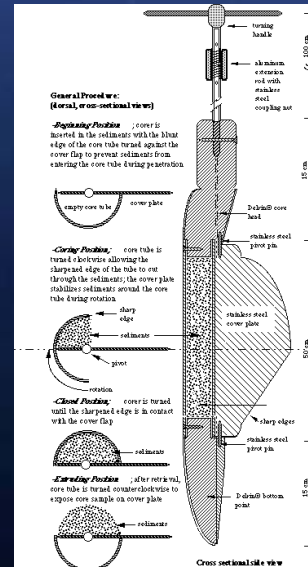 General Procedure:
(dorsal, cross-sectional views)
-Beginning Position ; corer is
inserted in the sediments with the blunt
edge of the core tube turned against the
cover flap to prevent sediments from
entering the core tube during penetration
empty core tube
cover plate
-Coring Position; core tube is
turned clockwise allowing the
sharpened edge of the tube to cut
through the sediments; the cover plate
stabilizes sediments around the core
tube during rotation
sharp
edge
sediments
pivot
rotation
-Closed Position; corer is turned
until the sharpened edge is in contact
with the cover flap
sediments
-Extruding Position ; after retrieval,
core tube is turned counterclockwise to
expose core sample on cover plate
sediments
turning
handle
aluminum
extension
rod with
stainless
steel
coupling nut
Delrin® core
head
stainless steel
pivot pin
stainless steel
cover plate
sharp edges
stainless steel
pivot pin
Delrin® bottom
point
100 cm
15 cm
50 cm
15 cm
Cross sectional side view